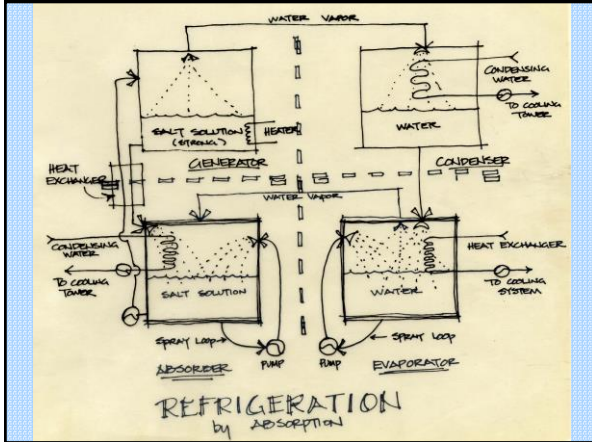 WATER VAPOR
CONDENSING
WATER
TO COOLING
TOWER
SALT SOLUTION
(STRONG)
HEATER
WATER
GENERATOR
CONDENSER
HEAT
EXCHANGER
WATER VAPOR
CONDENSING
WATER
HEAT EXCHANGER
TO COOLING
TOWER
SALT SOLUTION
WATER
TO COOLING
SYSTEM
SPRAY LOOP
SPRAY LOOP
ABSORBER
PUMP
PUMP
EVAPORATOR
REFRIGERATION
by ABSORPTION